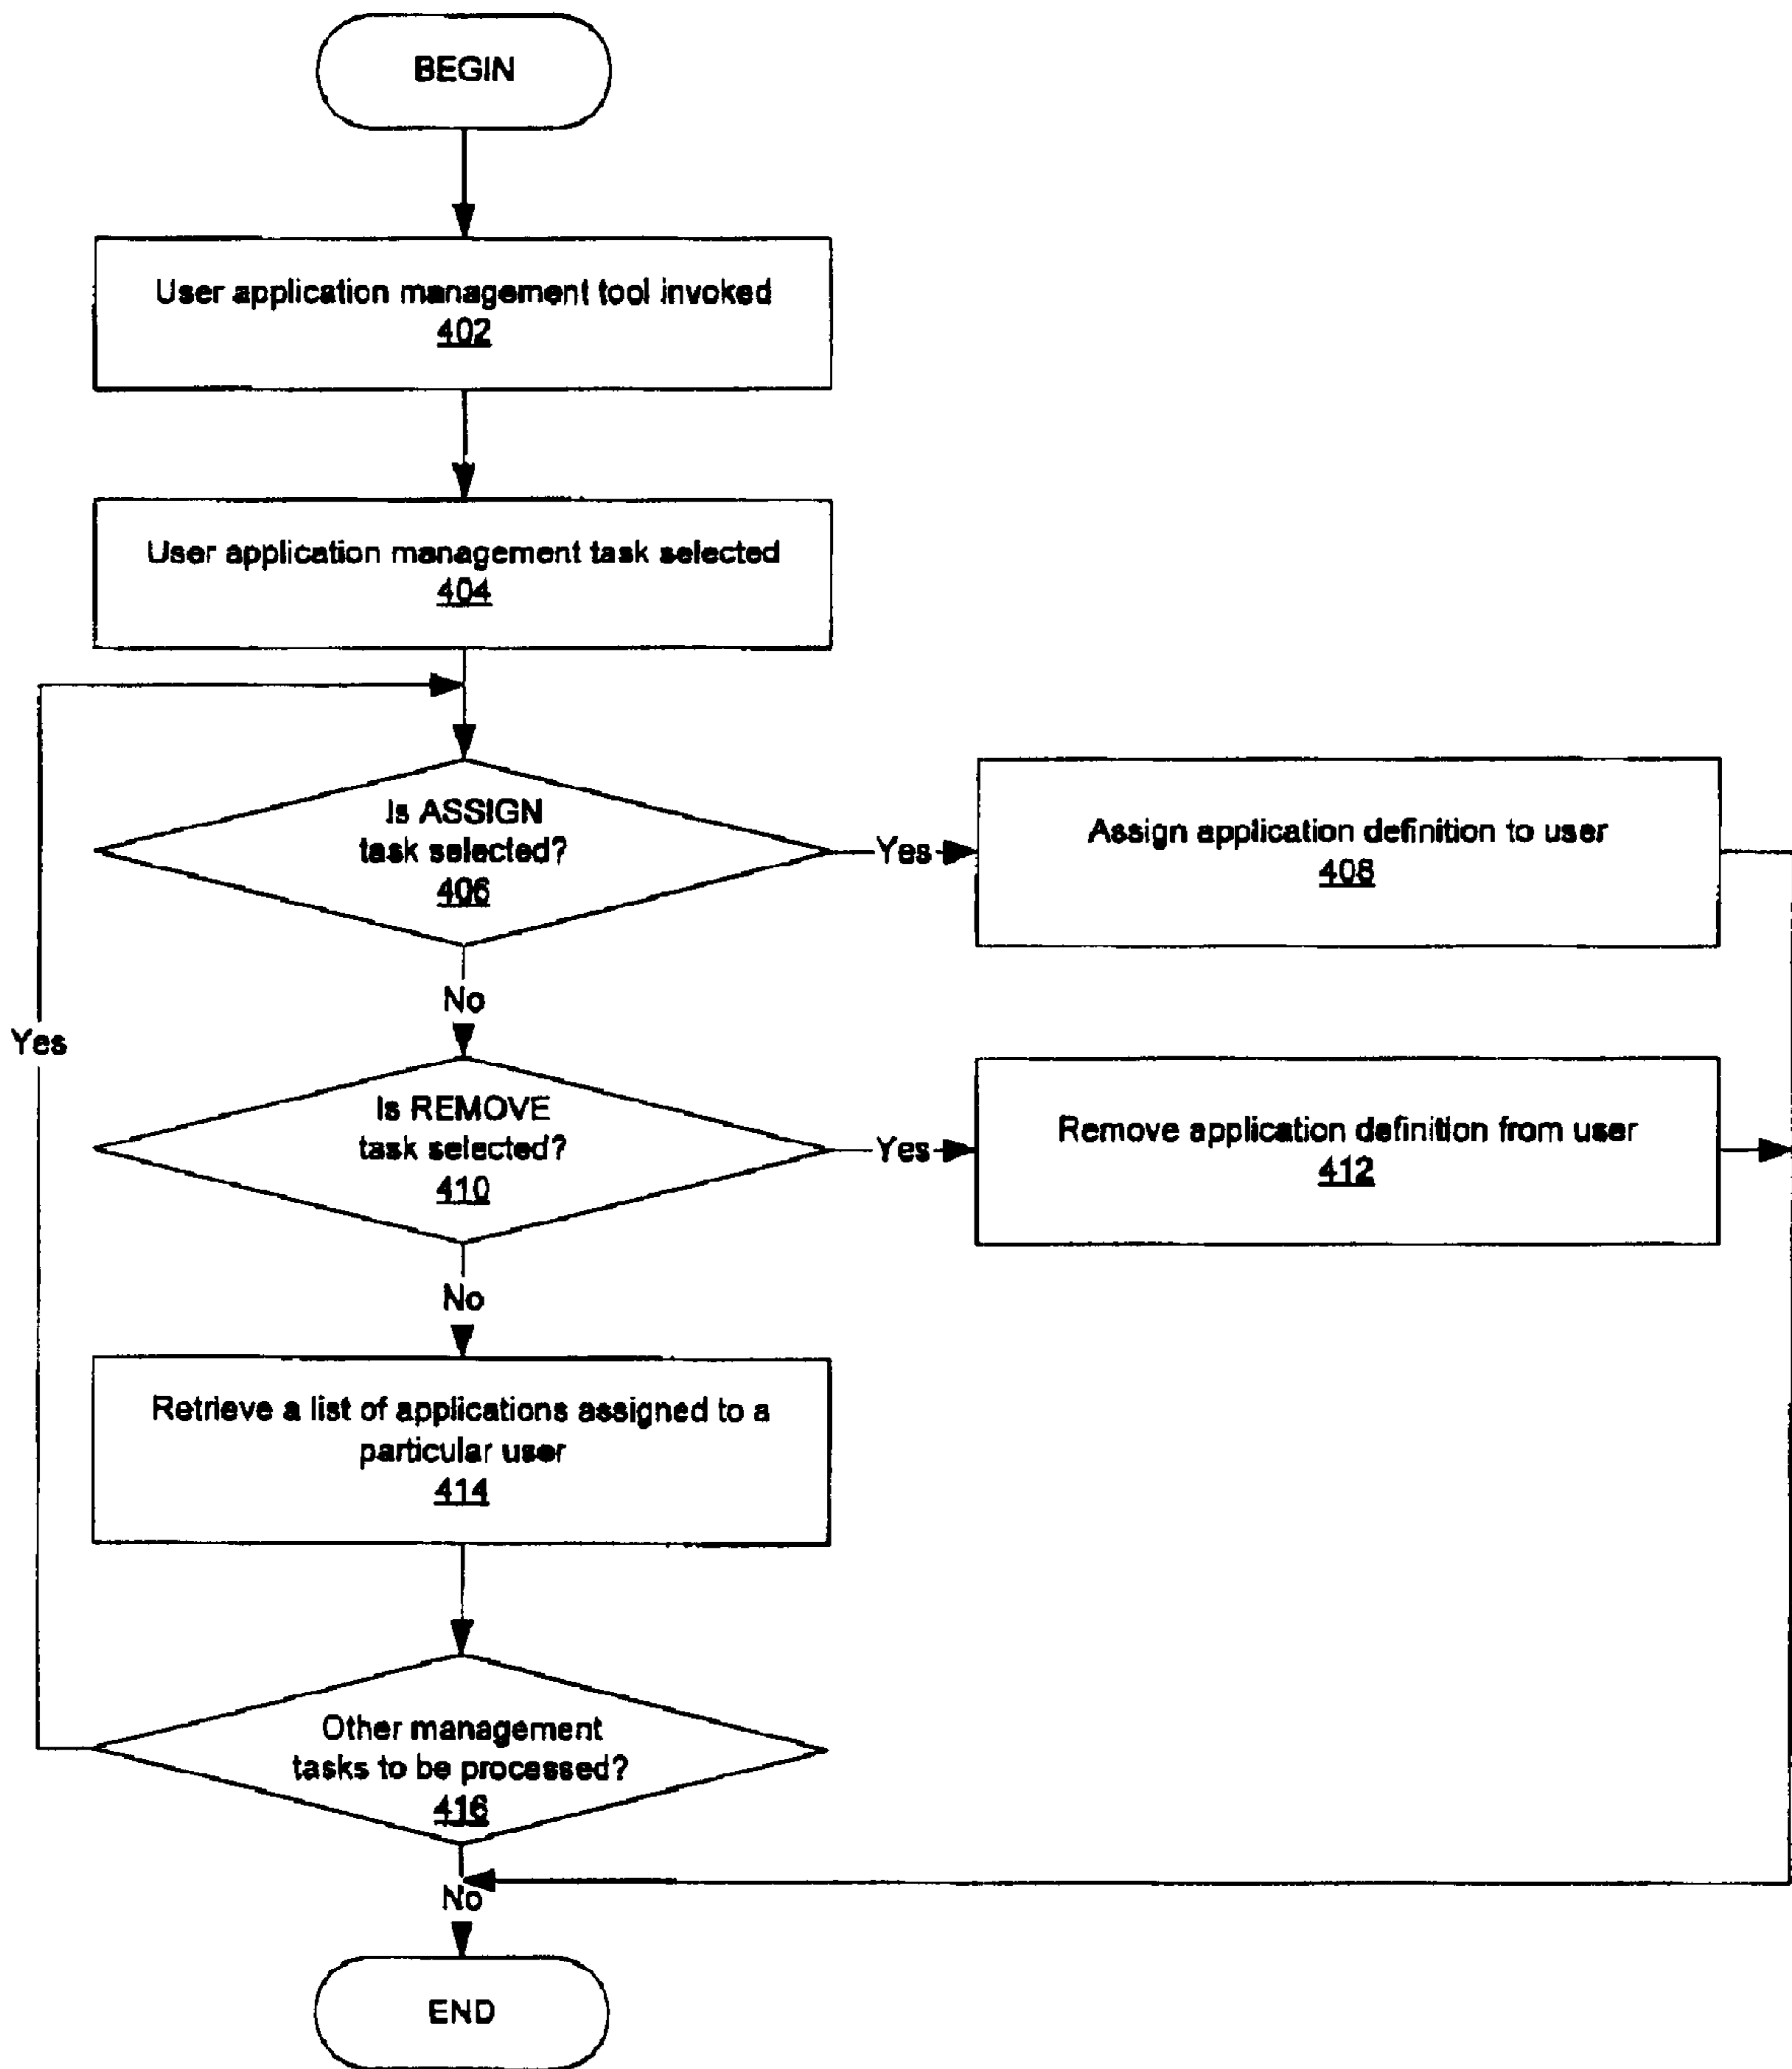 BEGIN
User application management tool invoked
402
User application management task selected
404
Is ASSIGN
task selected?
406
Yes
Assign application definition to user
408
No
Yes
Is REMOVE
task selected?
410
Yes
Remove application definition from user
412
No
Retrieve a list of applications assigned to a
particular user
414
Other management
tasks to be processed?
416
No
END